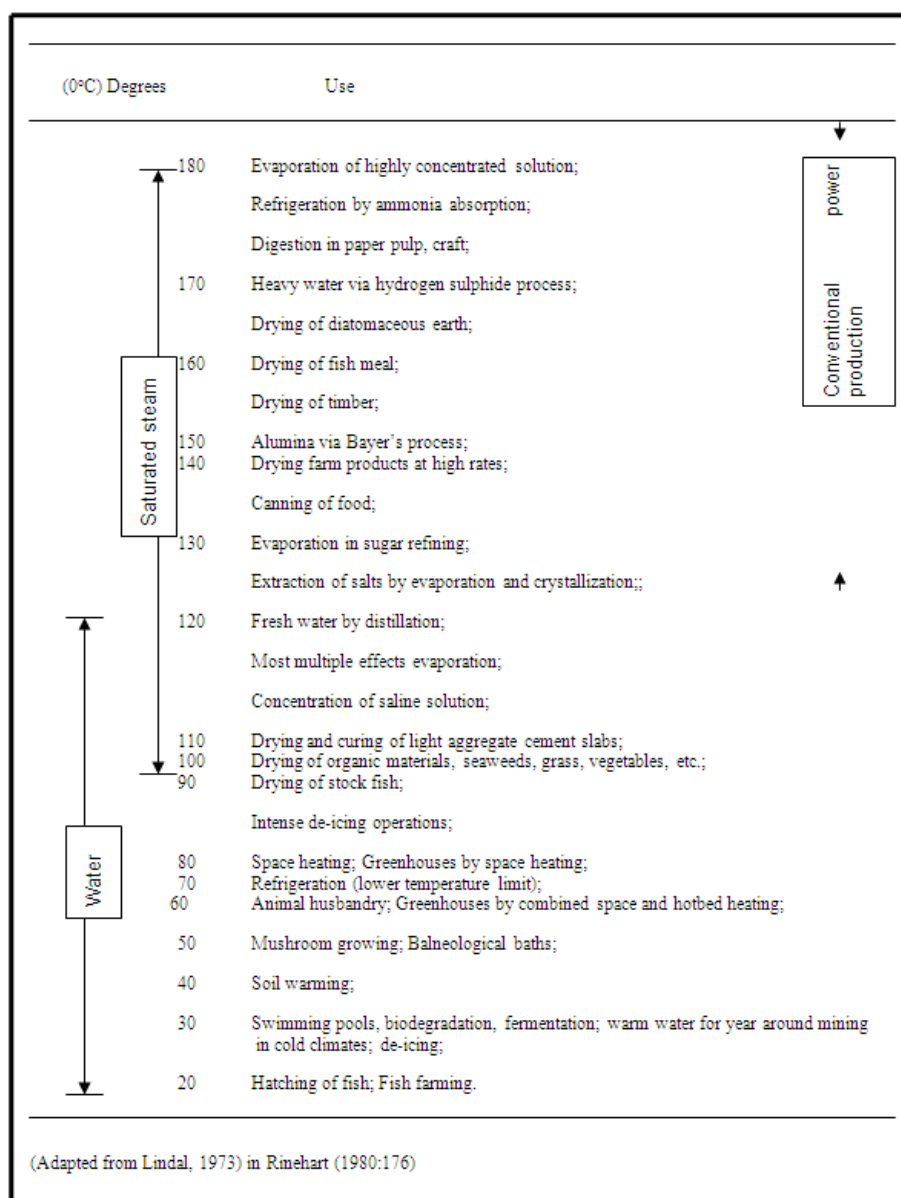 (0°C) Degrees Use
180 Evaporation of highly concentrated solution;
Refrigeration by ammonia absorption;
Digestion in paper pulp, craft;
170 Heavy water via hydrogen sulphide process;
Drying of diatomaceous earth;
160 Drying of fish meal;
Drying of timber;
150 Alumina via Bayer's process;
140 Drying farm products at high rates;
Canning of food;
130 Evaporation in sugar refining;
Extraction of salts by evaporation and crystallization;;
120 Fresh water by distillation;
Most multiple effects evaporation;
Concentration of saline solution;
110 Drying and curing of light aggregate cement slabs;
100 Drying of organic materials, seaweeds, grass, vegetables, etc.;
90 Drying of stock fish;
Intense de-icing operations;
80 Space heating; Greenhouses by space heating;
70 Refrigeration (lower temperature limit);
60 Animal husbandry; Greenhouses by combined space and hotbed heating;
50 Mushroom growing; Balneological baths;
40 Soil warming;
30 Swimming pools, biodegradation, fermentation; warm water for year around mining
in cold climates; de-icing;
20 Hatching of fish; Fish farming.
Saturated steam
Water
Conventional power
production
(Adapted from Lindal, 1973) in Rinehart (1980:176)